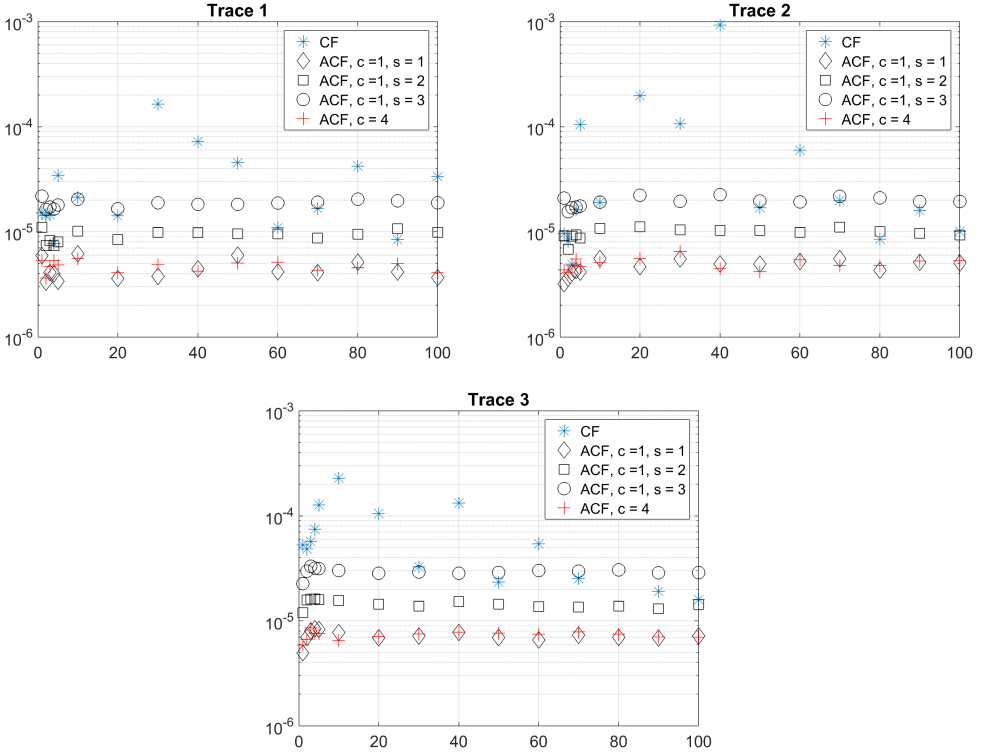 Trace 1
10^-3
10^-4
10^-5
10^-6
0 20 40 60 80 100
CF
ACF, c =1, s = 1
ACF, c =1, s = 2
ACF, c =1, s = 3
ACF, c = 4
Trace 2
10^-3
10^-4
10^-5
10^-6
0 20 40 60 80 100
CF
ACF, c =1, s = 1
ACF, c =1, s = 2
ACF, c =1, s = 3
ACF, c = 4
Trace 3
10^-3
10^-4
10^-5
10^-6
0 20 40 60 80 100
CF
ACF, c =1, s = 1
ACF, c =1, s = 2
ACF, c =1, s = 3
ACF, c = 4